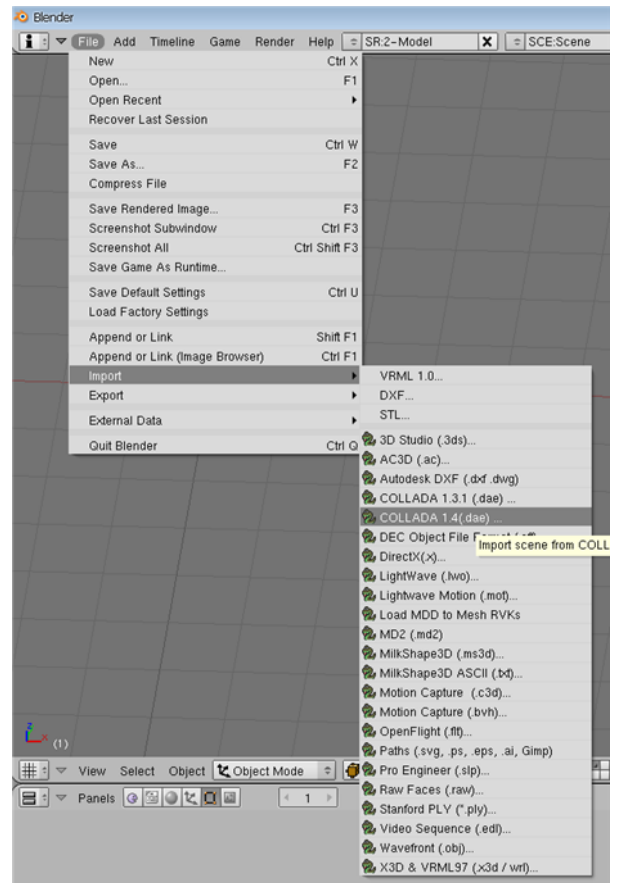 Blender
File Add Timeline Game Render Help SR:2-Model X SCE:Scene
New Ctrl X
Open... F1
Open Recent
Recover Last Session
Save Ctrl W
Save As... F2
Compress File
Save Rendered Image... F3
Screenshot Subwindow Ctrl F3
Screenshot All Ctrl Shift F3
Save Game As Runtime...
Save Default Settings Ctrl U
Load Factory Settings
Append or Link Shift F1
Append or Link (Image Browser) Ctrl F1
Import
Export
External Data
Quit Blender Ctrl Q
VRML 1.0...
DXF...
STL...
3D Studio (.3ds)...
AC3D (.ac)...
Autodesk DXF (.dxf .dwg)
COLLADA 1.3.1 (.dae) ...
COLLADA 1.4(.dae) ...
DEC Object File Format (.off)...
Import scene from COLL
DirectX(.x)...
LightWave (.lwo)...
Lightwave Motion (.mot)...
Load MDD to Mesh RVKs
MD2 (.md2)
MilkShape3D (.ms3d)...
MilkShape3D ASCII (.txt)...
Motion Capture (.c3d)...
Motion Capture (.bvh)...
OpenFlight (.flt)...
Paths (.svg, .ps, .eps, .ai, Gimp)
Pro Engineer (.slp)...
Raw Faces (.raw)...
Stanford PLY (*.ply)...
Video Sequence (.edl)...
Wavefront (.obj)...
X3D & VRML97 (.x3d / wrl)...
z
x (1)
View Select Object Object Mode
Panels 1